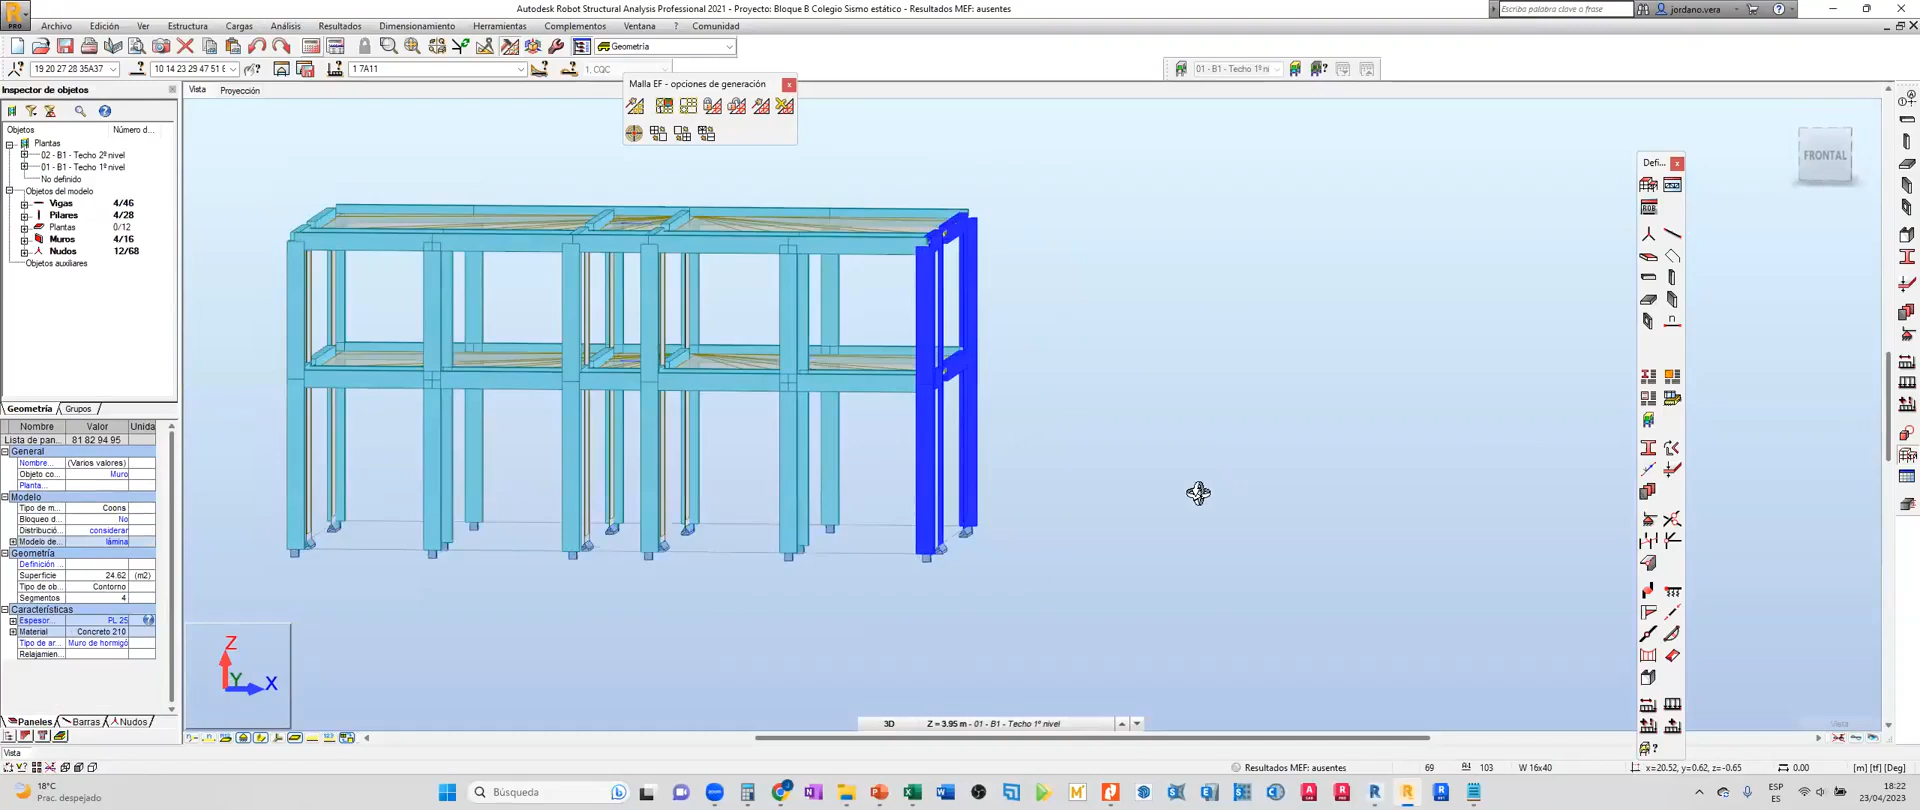 Autodesk Robot Structural Analysis Professional 2021 - Proyecto: Bloque B Colegio Sismo estático - Resultados MEF: ausentes
Escriba palabra clave o frase
jordano.vera
PRO
Archivo Edición Ver Estructura Cargas Análisis Resultados Dimensionamiento Herramientas Complementos Ventana ? Comunidad
Geometría
19 20 27 28 35A37
10 14 23 29 47 51 6
1 7A11
1. CQC
01 - B1 - Techo 1º ni
Inspector de objetos
Vista
Proyección
Malla EF - opciones de generación
Objetos
Número d...
Plantas
02 - B1 - Techo 2º nivel
01 - B1 - Techo 1º nivel
No definido
Objetos del modelo
Vigas 4/46
Pilares 4/28
Plantas 0/12
Muros 4/16
Nudos 12/68
Objetos auxiliares
FRONTAL
Defi...
Geometría
Grupos
Nombre Valor Unida
Lista de pan... 81 82 94 95
General
Nombre... (Varios valores)
Objeto co... Muro
Planta...
Modelo
Tipo de m... Coons
Bloqueo d... No
Distribució... considerar
Modelo de... lámina
Geometría
Definición ...
Superficie 24.62 (m2)
Tipo de ob... Contorno
Segmentos 4
Características
Espesor... PL 25
Material Concreto 210
Tipo de ar... Muro de hormigó
Relajamien...
Z
Y
X
Paneles
Barras
Nudos
3D
Z = 3.95 m - 01 - B1 - Techo 1º nivel
Vista
Vista
Resultados MEF: ausentes
69
103
W 16x40
x=20.52, y=0.62, z=-0.65
0.00
[m] [tf] [Deg]
18°C
Prac. despejado
Búsqueda
ESP
ES
18:22
23/04/2023